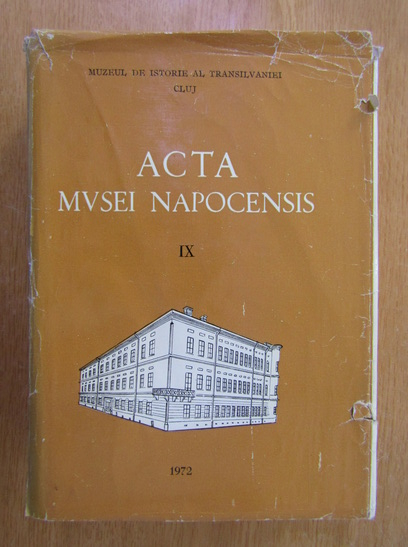 MUZEUL DE ISTORIE AL TRANSILVANIEI
CLUJ
ACTA
MVSEI NAPOCENSIS
IX
1972